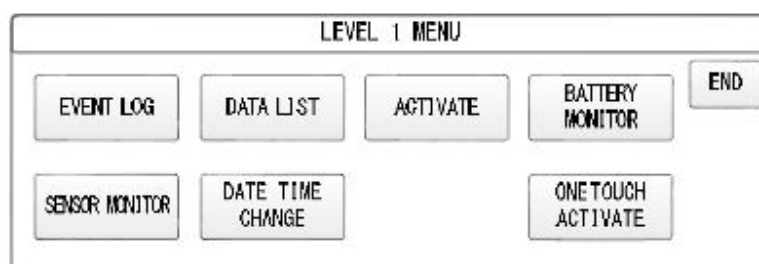 LEVEL 1 MENU
EVENT LOG
DATA LIST
ACTIVATE
BATTERY
MONITOR
END
SENSOR MONITOR
DATE TIME
CHANGE
ONETOUCH
ACTIVATE